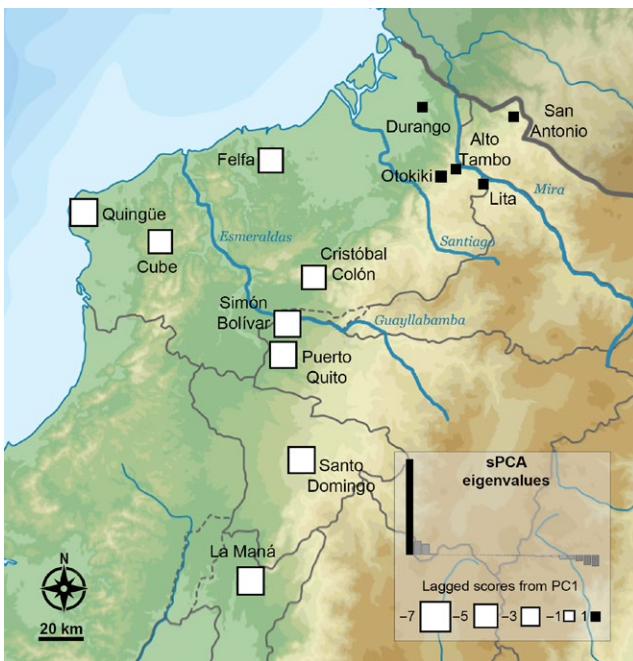 San
Antonio
Durango
Alto
Tambo
Felfa
Otokiki
Lita
Mira
Quingüe
Esmeraldas
Santiago
Cube
Cristóbal
Colón
Simón
Bolívar
Guayllabamba
Puerto
Quito
Santo
Domingo
sPCA
eigenvalues
La Maná
N
20 km
Lagged scores from PC1
–7 –5 –3 –1 1